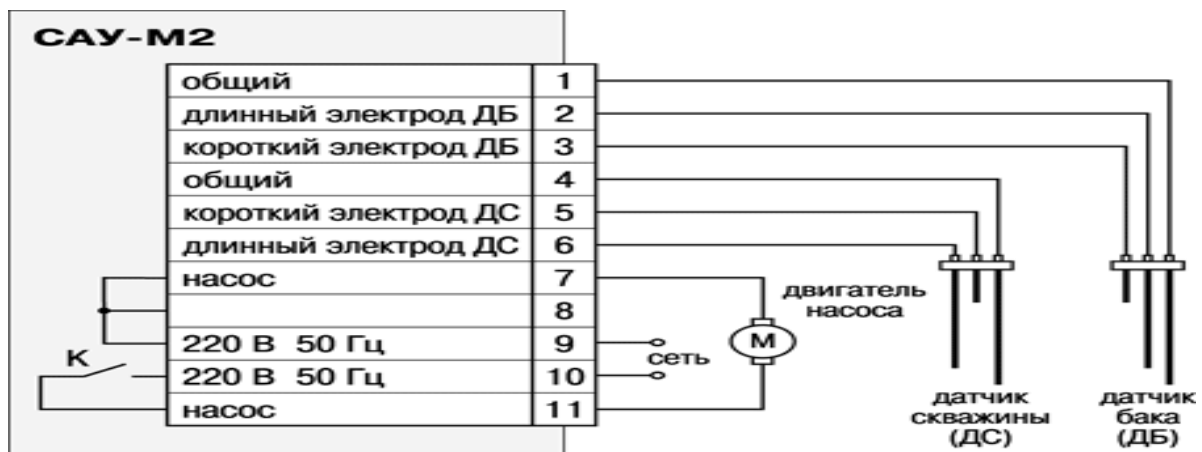 САУ-М2
общий 1
длинный электрод ДБ 2
короткий электрод ДБ 3
общий 4
короткий электрод ДС 5
длинный электрод ДС 6
насос 7
8
220 В 50 Гц 9
220 В 50 Гц 10
насос 11
К
сеть
двигатель
насоса
М
датчик
скважины
(ДС)
датчик
бака
(ДБ)